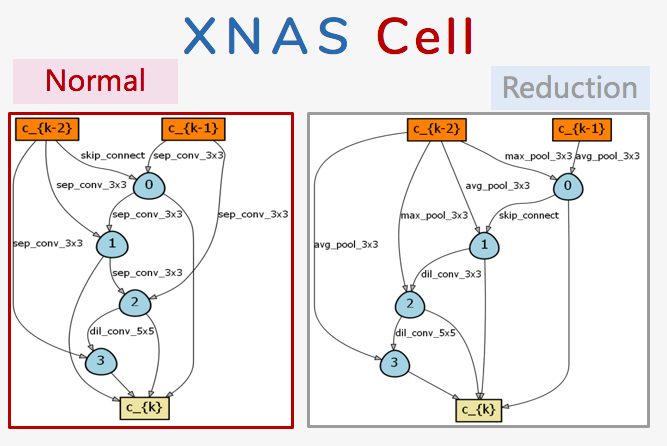 XNAS Cell
Normal
Reduction
c_{k-2}
c_{k-1}
skip_connect
sep_conv_3x3
sep_conv_3x3
0
sep_conv_3x3
sep_conv_3x3
sep_conv_3x3
1
sep_conv_3x3
2
dil_conv_5x5
3
c_{k}
c_{k-2}
c_{k-1}
max_pool_3x3
avg_pool_3x3
avg_pool_3x3
0
max_pool_3x3
skip_connect
avg_pool_3x3
1
dil_conv_3x3
2
dil_conv_5x5
3
c_{k}